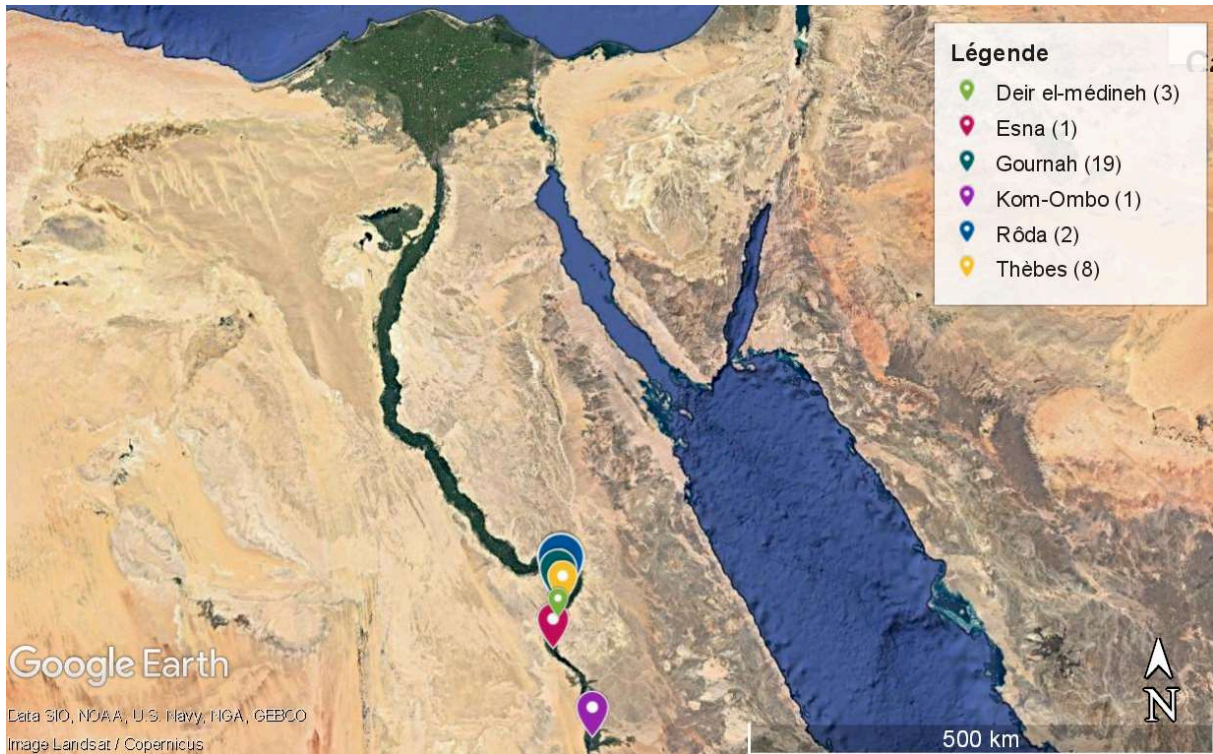 Légende
Deir el-médineh (3)
Esna (1)
Gournah (19)
Kom-Ombo (1)
Rôda (2)
Thèbes (8)
Google Earth
Data SIO, NOAA, U.S. Navy, NGA, GEBCO
Image Landsat / Copernicus
N
500 km